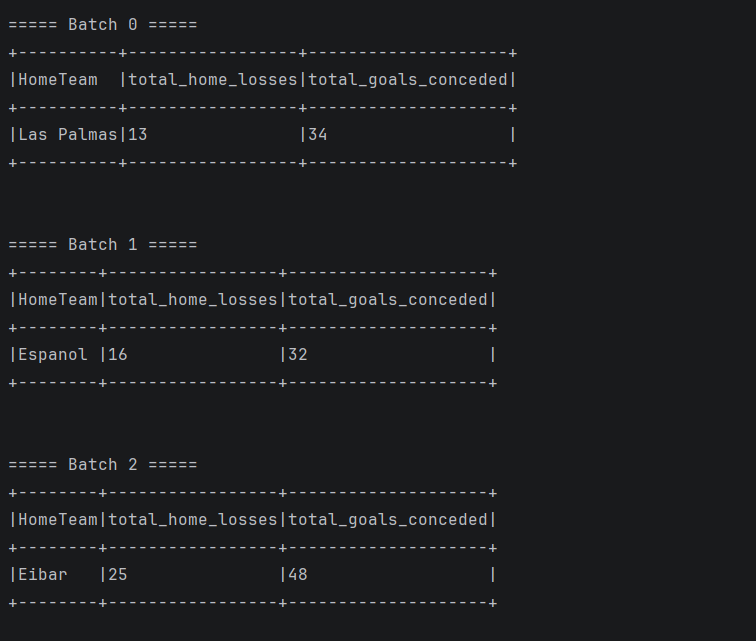 ===== Batch 0 =====
+----------+-----------------+--------------------+
|HomeTeam  |total_home_losses|total_goals_conceded|
+----------+-----------------+--------------------+
|Las Palmas|13               |34                  |
+----------+-----------------+--------------------+
===== Batch 1 =====
+--------+-----------------+--------------------+
|HomeTeam|total_home_losses|total_goals_conceded|
+--------+-----------------+--------------------+
|Espanol |16               |32                  |
+--------+-----------------+--------------------+
===== Batch 2 =====
+--------+-----------------+--------------------+
|HomeTeam|total_home_losses|total_goals_conceded|
+--------+-----------------+--------------------+
|Eibar   |25               |48                  |
+--------+-----------------+--------------------+